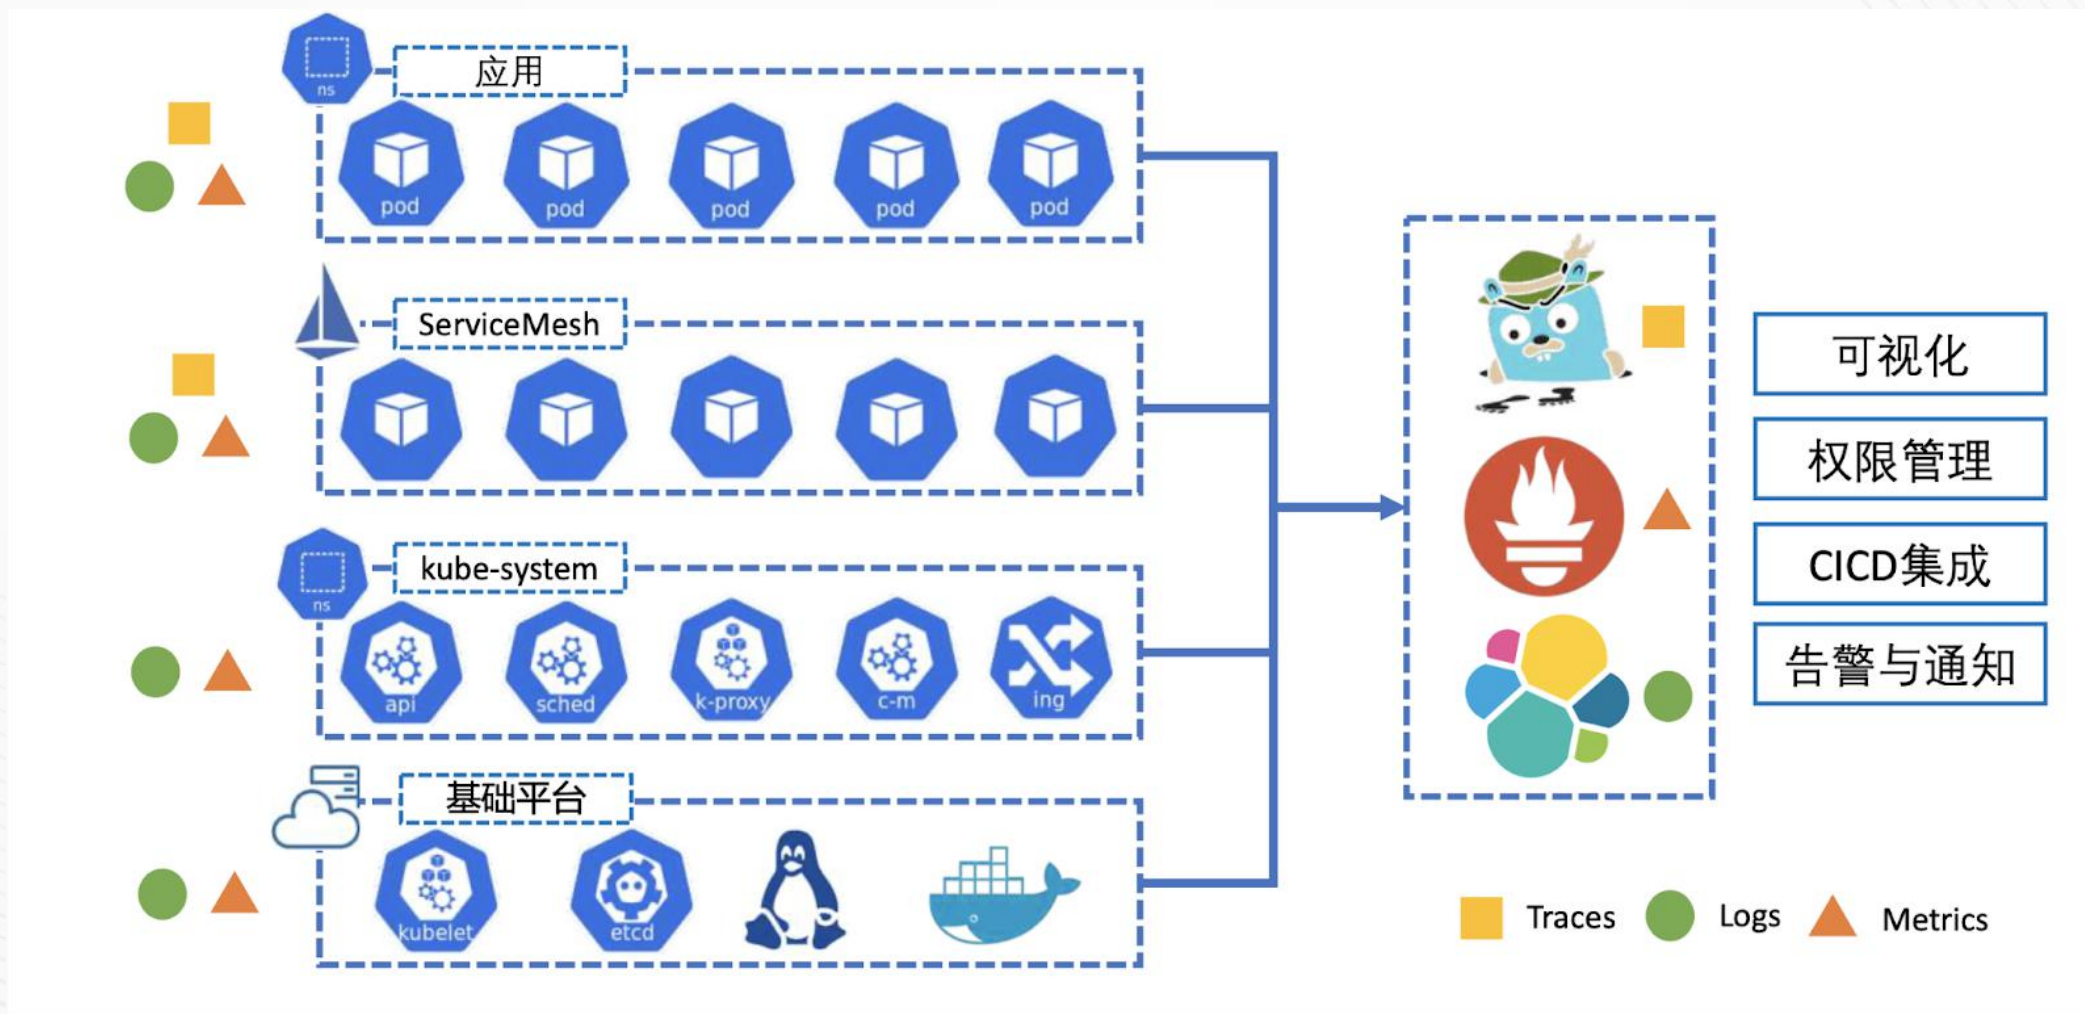 ns
应用
pod
pod
pod
pod
pod
ServiceMesh
ns
kube-system
api
sched
k-proxy
c-m
ing
基础平台
kubelet
etcd
可视化
权限管理
CICD集成
告警与通知
Traces
Logs
Metrics